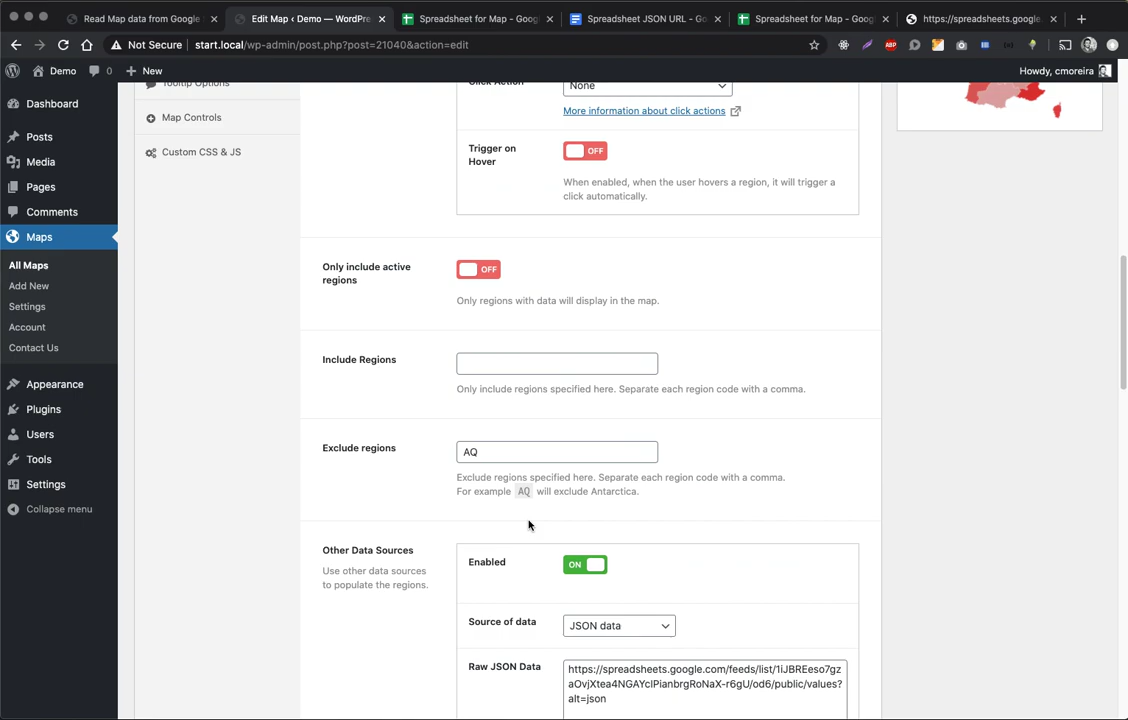 Read Map data from Google
Edit Map ‹ Demo — WordPre
Spreadsheet for Map - Goog
Spreadsheet JSON URL - Go
Spreadsheet for Map - Goog
https://spreadsheets.google.
Not Secure
start.local/wp-admin/post.php?post=21040&action=edit
ABP
Demo
0
New
Howdy, cmoreira
Dashboard
Posts
Media
Pages
Comments
Maps
All Maps
Add New
Settings
Account
Contact Us
Appearance
Plugins
Users
Tools
Settings
Collapse menu
Tooltip Options
Map Controls
Custom CSS & JS
Click Action
None
More information about click actions
Trigger on
Hover
OFF
When enabled, when the user hovers a region, it will trigger a
click automatically.
Only include active
regions
OFF
Only regions with data will display in the map.
Include Regions
Only include regions specified here. Separate each region code with a comma.
Exclude regions
AQ
Exclude regions specified here. Separate each region code with a comma.
For example AQ will exclude Antarctica.
Other Data Sources
Use other data sources
to populate the regions.
Enabled
ON
Source of data
JSON data
Raw JSON Data
https://spreadsheets.google.com/feeds/list/1iJBREeso7gz
aOvjXtea4NGAYclPianbrgRoNaX-r6gU/od6/public/values?
alt=json